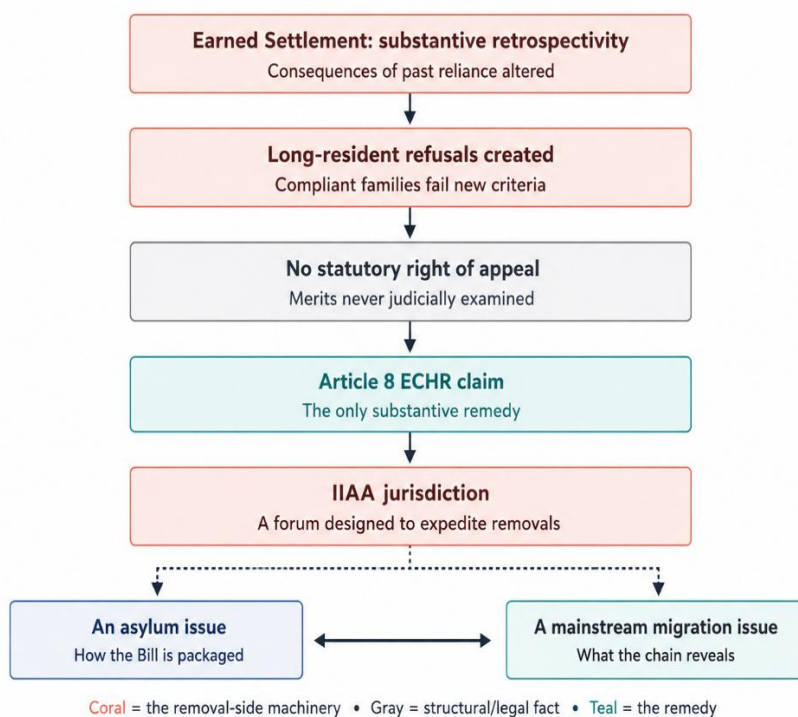 Earned Settlement: substantive retrospectivity
Consequences of past reliance altered
Long-resident refusals created
Compliant families fail new criteria
No statutory right of appeal
Merits never judicially examined
Article 8 ECHR claim
The only substantive remedy
IIAA jurisdiction
A forum designed to expedite removals
An asylum issue
How the Bill is packaged
A mainstream migration issue
What the chain reveals
Coral = the removal-side machinery • Gray = structural/legal fact • Teal = the remedy